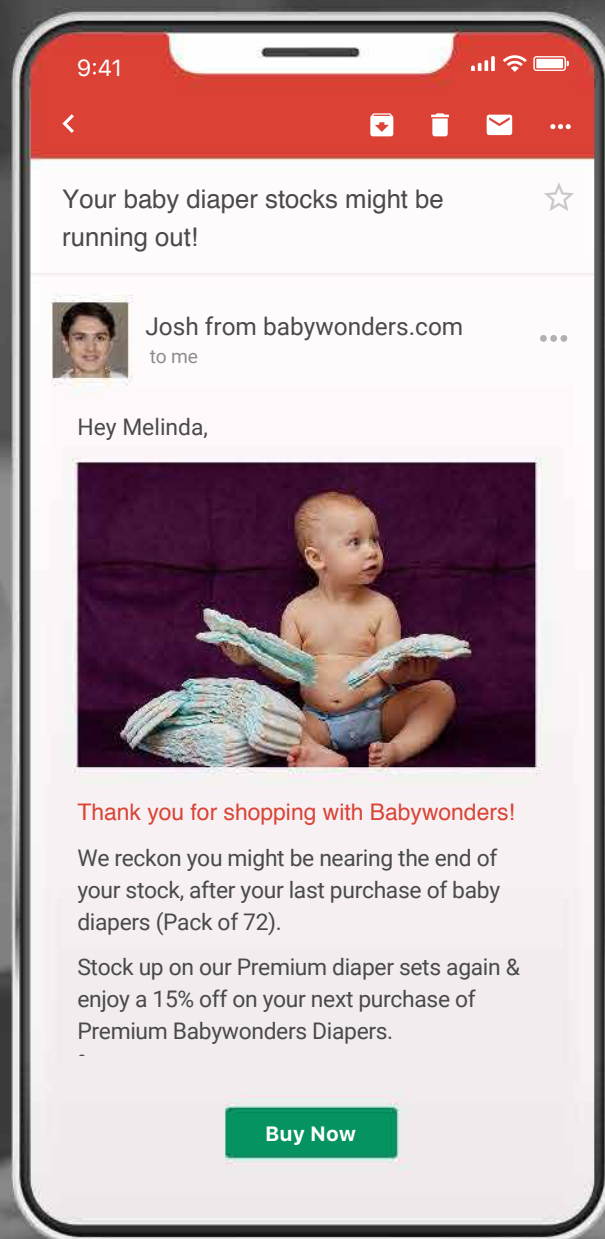 9:41
Your baby diaper stocks might be
running out!
Josh from babywonders.com
to me
Hey Melinda,
Thank you for shopping with Babywonders!
We reckon you might be nearing the end of
your stock, after your last purchase of baby
diapers (Pack of 72).
Stock up on our Premium diaper sets again &
enjoy a 15% off on your next purchase of
Premium Babywonders Diapers.
Buy Now